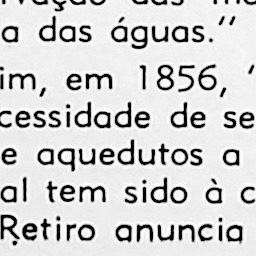 a das águas.”
im, em 1856, “
cessidade de se
e aquedutos a
al tem sido à c
Retiro anuncia